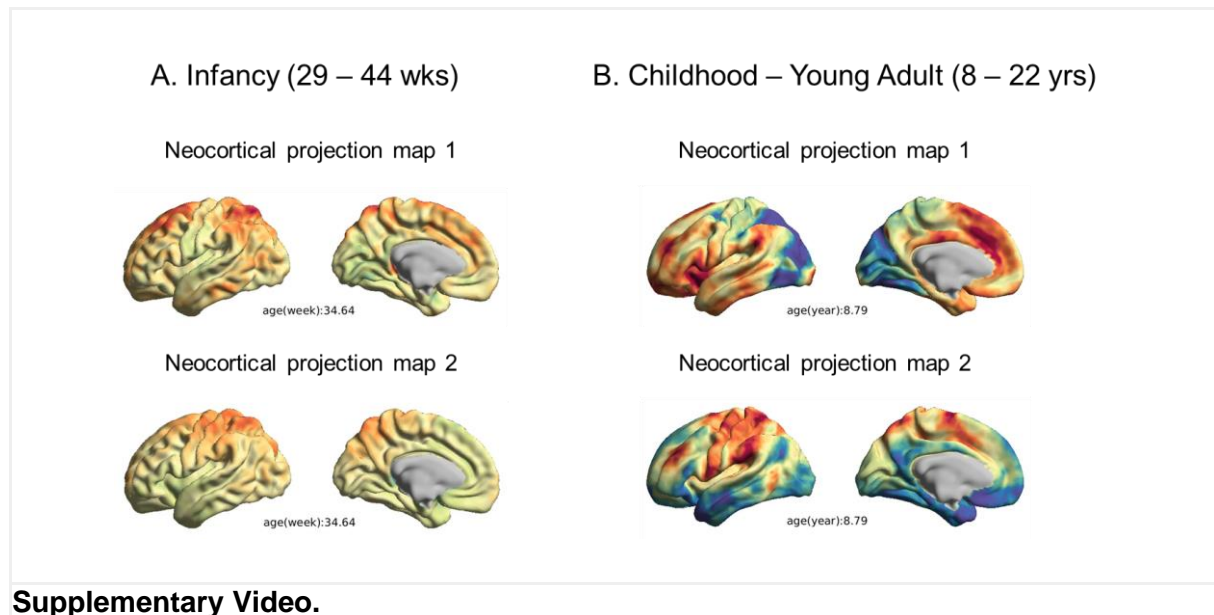 A. Infancy (29 – 44 wks)
B. Childhood – Young Adult (8 – 22 yrs)
Neocortical projection map 1
Neocortical projection map 1
age(week):34.64
age(year):8.79
Neocortical projection map 2
Neocortical projection map 2
age(week):34.64
age(year):8.79
Supplementary Video.